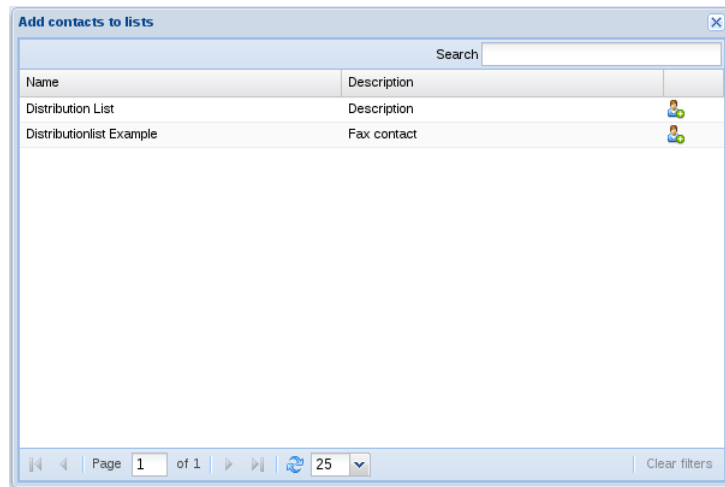 Add contacts to lists
Search
Name Description
Distribution List Description
Distributionlist Example Fax contact
Page 1 of 1 25 Clear filters